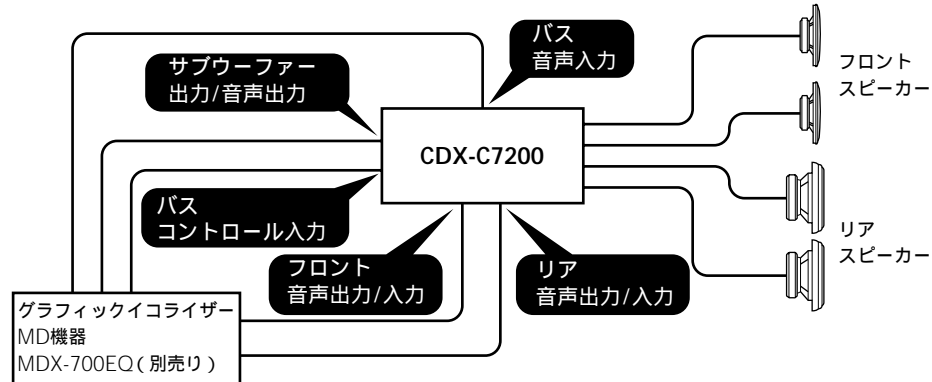 バス
音声入力
サブウーファー
出力/音声出力
フロント
スピーカー
CDX-C7200
バス
コントロール入力
リア
スピーカー
フロント
音声出力/入力
リア
音声出力/入力
グラフィックイコライザー
MD機器
MDX-700EQ(別売り)